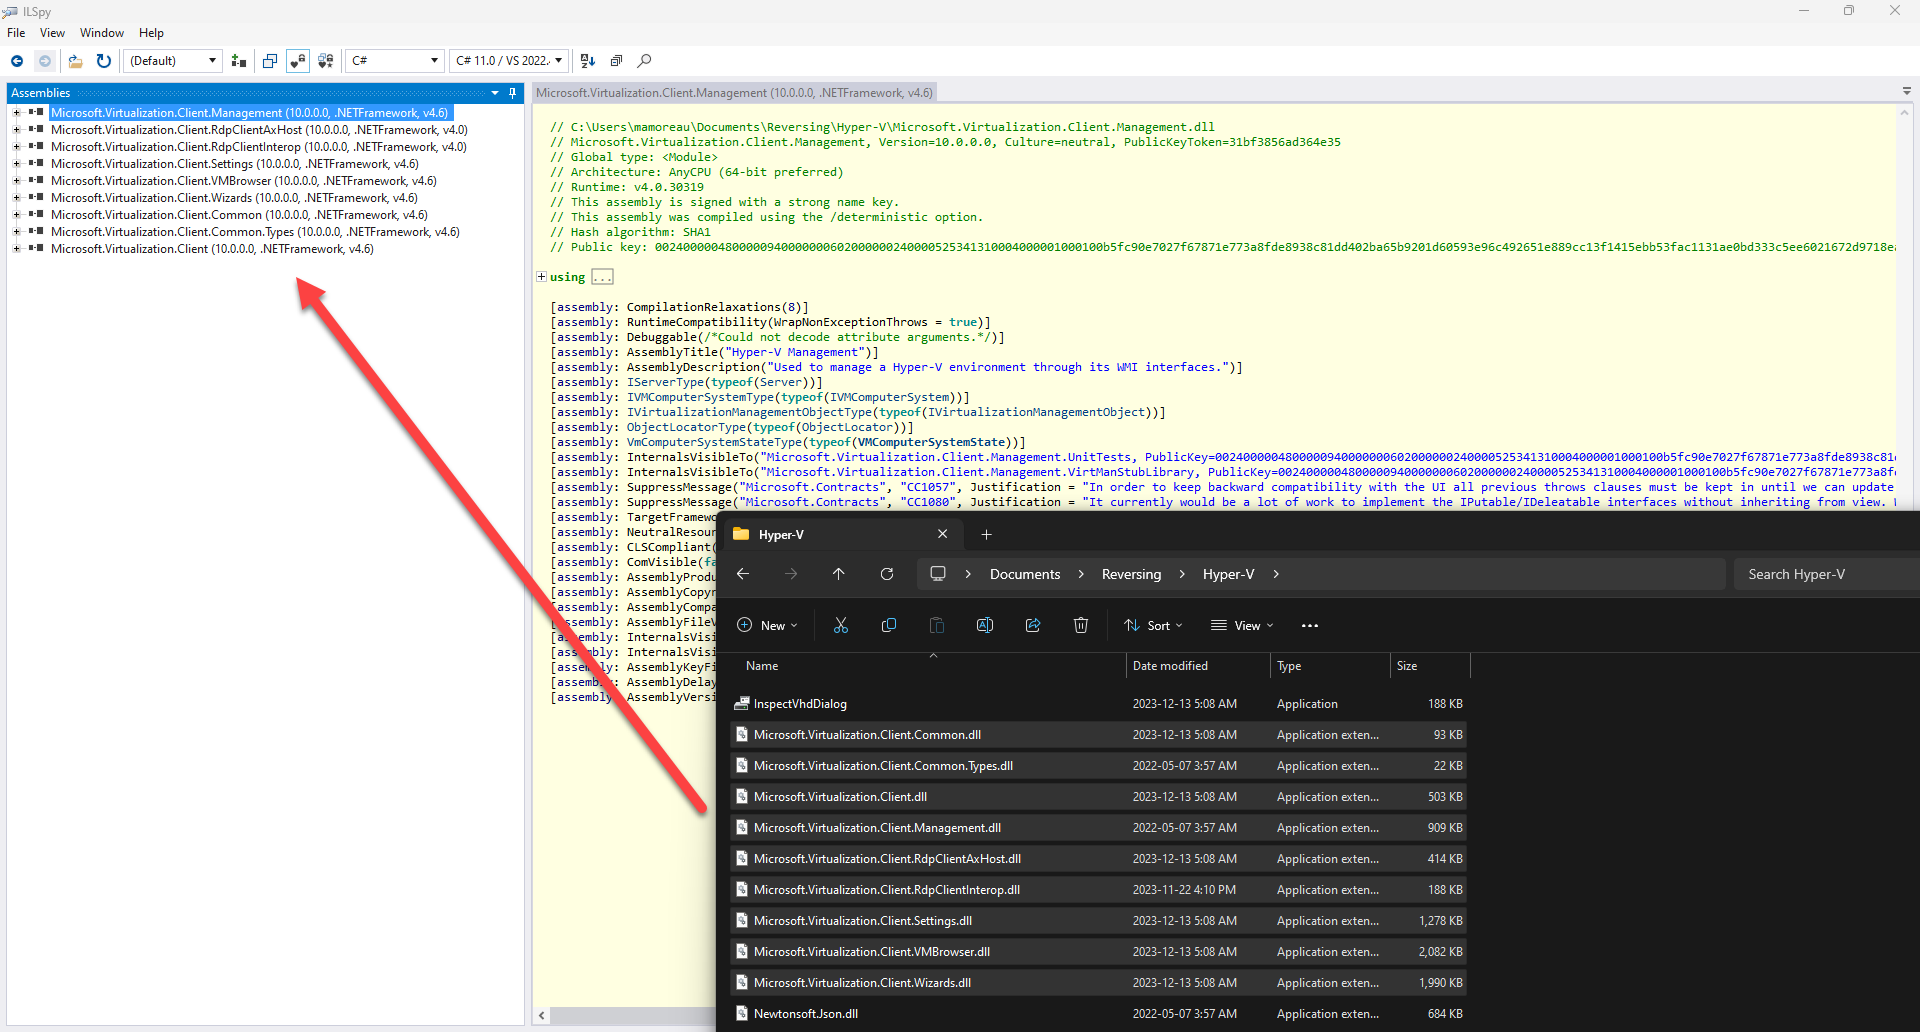 ILSpy
File View Window Help
(Default) C# C# 11.0 / VS 2022.
Assemblies
Microsoft.Virtualization.Client.Management (10.0.0.0, .NETFramework, v4.6)
Microsoft.Virtualization.Client.RdpClientAxHost (10.0.0.0, .NETFramework, v4.0)
Microsoft.Virtualization.Client.RdpClientInterop (10.0.0.0, .NETFramework, v4.0)
Microsoft.Virtualization.Client.Settings (10.0.0.0, .NETFramework, v4.6)
Microsoft.Virtualization.Client.VMBrowser (10.0.0.0, .NETFramework, v4.6)
Microsoft.Virtualization.Client.Wizards (10.0.0.0, .NETFramework, v4.6)
Microsoft.Virtualization.Client.Common (10.0.0.0, .NETFramework, v4.6)
Microsoft.Virtualization.Client.Common.Types (10.0.0.0, .NETFramework, v4.6)
Microsoft.Virtualization.Client (10.0.0.0, .NETFramework, v4.6)
Microsoft.Virtualization.Client.Management (10.0.0.0, .NETFramework, v4.6)
// C:\Users\mamoreau\Documents\Reversing\Hyper-V\Microsoft.Virtualization.Client.Management.dll
// Microsoft.Virtualization.Client.Management, Version=10.0.0.0, Culture=neutral, PublicKeyToken=31bf3856ad364e35
// Global type: <Module>
// Architecture: AnyCPU (64-bit preferred)
// Runtime: v4.0.30319
// This assembly is signed with a strong name key.
// This assembly was compiled using the /deterministic option.
// Hash algorithm: SHA1
// Public key: 0024000004800000940000000602000000240000525341310004000001000100b5fc90e7027f67871e773a8fde8938c81dd402ba65b9201d60593e96c492651e889cc13f1415ebb53fac1131ae0bd333c5ee6021672d9718ea
using ...
[assembly: CompilationRelaxations(8)]
[assembly: RuntimeCompatibility(WrapNonExceptionThrows = true)]
[assembly: Debuggable(/*Could not decode attribute arguments.*/)]
[assembly: AssemblyTitle("Hyper-V Management")]
[assembly: AssemblyDescription("Used to manage a Hyper-V environment through its WMI interfaces.")]
[assembly: IServerType(typeof(Server))]
[assembly: IVMComputerSystemType(typeof(IVMComputerSystem))]
[assembly: IVirtualizationManagementObjectType(typeof(IVirtualizationManagementObject))]
[assembly: ObjectLocatorType(typeof(ObjectLocator))]
[assembly: VmComputerSystemStateType(typeof(VMComputerSystemState))]
[assembly: InternalsVisibleTo("Microsoft.Virtualization.Client.Management.UnitTests, PublicKey=0024000004800000940000000602000000240000525341310004000001000100b5fc90e7027f67871e773a8fde8938c81
[assembly: InternalsVisibleTo("Microsoft.Virtualization.Client.Management.VirtManStubLibrary, PublicKey=0024000004800000940000000602000000240000525341310004000001000100b5fc90e7027f67871e773a8f
[assembly: SuppressMessage("Microsoft.Contracts", "CC1057", Justification = "In order to keep backward compatibility with the UI all previous throws clauses must be kept in until we can update
[assembly: SuppressMessage("Microsoft.Contracts", "CC1080", Justification = "It currently would be a lot of work to implement the IPutable/IDeleatable interfaces without inheriting from view.
[assembly: TargetFramewo
[assembly: NeutralResour
[assembly: CLSCompliant(
[assembly: ComVisible(fa
[assembly: AssemblyProdu
[assembly: AssemblyCopyr
[assembly: AssemblyCompa
[assembly: AssemblyFileV
[assembly: InternalsVisi
[assembly: InternalsVisi
[assembly: AssemblyKeyFi
[assembly: AssemblyDelay
[assembly: AssemblyVersi
Hyper-V
Documents > Reversing > Hyper-V > Search Hyper-V
New Sort View
Name Date modified Type Size
InspectVhdDialog 2023-12-13 5:08 AM Application 188 KB
Microsoft.Virtualization.Client.Common.dll 2023-12-13 5:08 AM Application exten... 93 KB
Microsoft.Virtualization.Client.Common.Types.dll 2022-05-07 3:57 AM Application exten... 22 KB
Microsoft.Virtualization.Client.dll 2023-12-13 5:08 AM Application exten... 503 KB
Microsoft.Virtualization.Client.Management.dll 2022-05-07 3:57 AM Application exten... 909 KB
Microsoft.Virtualization.Client.RdpClientAxHost.dll 2023-12-13 5:08 AM Application exten... 414 KB
Microsoft.Virtualization.Client.RdpClientInterop.dll 2023-11-22 4:10 PM Application exten... 188 KB
Microsoft.Virtualization.Client.Settings.dll 2023-12-13 5:08 AM Application exten... 1,278 KB
Microsoft.Virtualization.Client.VMBrowser.dll 2023-12-13 5:08 AM Application exten... 2,082 KB
Microsoft.Virtualization.Client.Wizards.dll 2023-12-13 5:08 AM Application exten... 1,990 KB
Newtonsoft.Json.dll 2022-05-07 3:57 AM Application exten... 684 KB